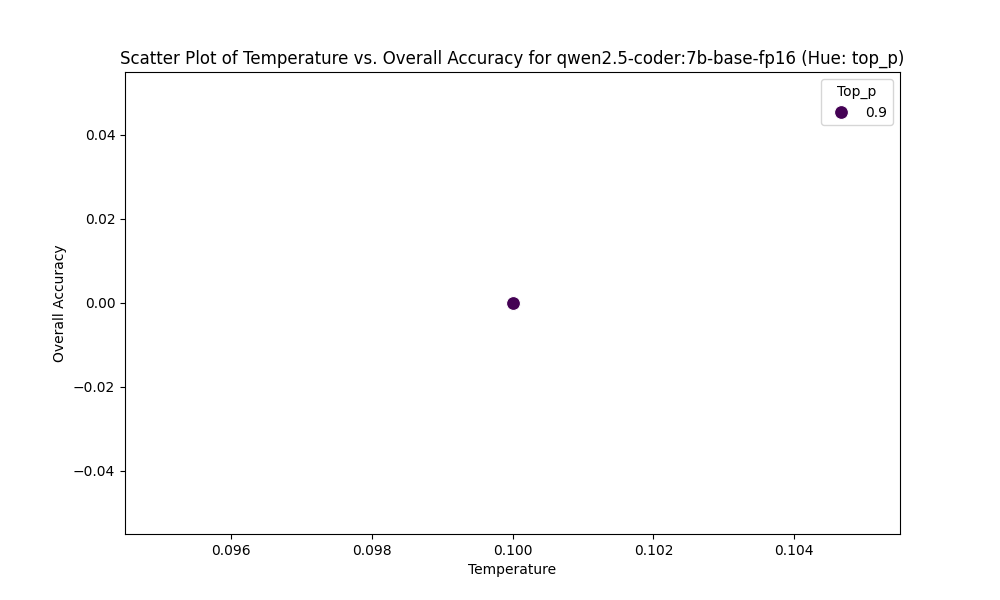 Scatter Plot of Temperature vs. Overall Accuracy for qwen2.5-coder:7b-base-fp16 (Hue: top_p)
Top_p
0.9
Overall Accuracy
0.04
0.02
0.00
−0.02
−0.04
0.096
0.098
0.100
0.102
0.104
Temperature